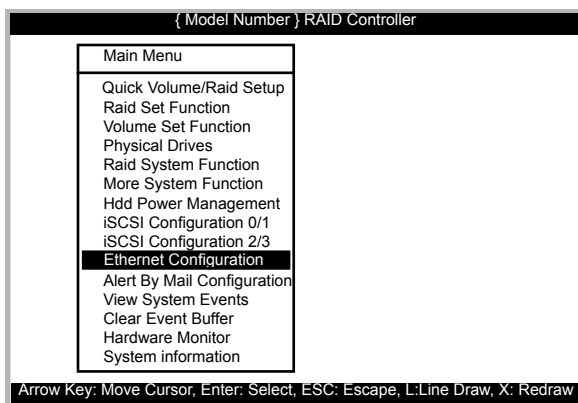 { Model Number } RAID Controller
Main Menu
Quick Volume/Raid Setup
Raid Set Function
Volume Set Function
Physical Drives
Raid System Function
More System Function
Hdd Power Management
iSCSI Configuration 0/1
iSCSI Configuration 2/3
Ethernet Configuration
Alert By Mail Configuration
View System Events
Clear Event Buffer
Hardware Monitor
System information
Arrow Key: Move Cursor, Enter: Select, ESC: Escape, L:Line Draw, X: Redraw